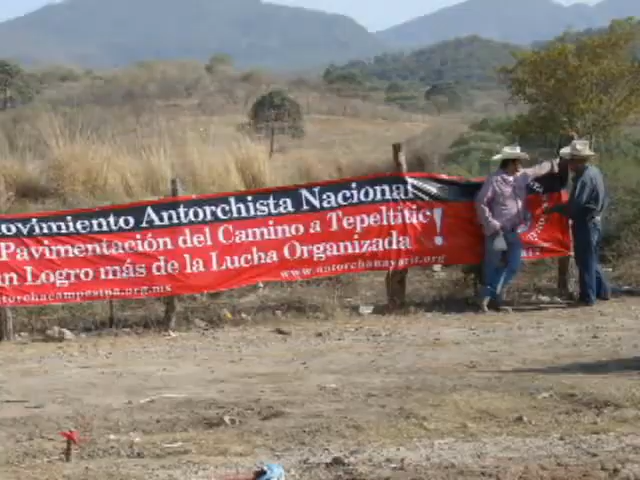 ovimiento Antorchista Nacional
Pavimentación del Camino a Tepeltitic
n Logro más de la Lucha Organizada !
www.antorchanayarit.org
torchacampesina.org.mx